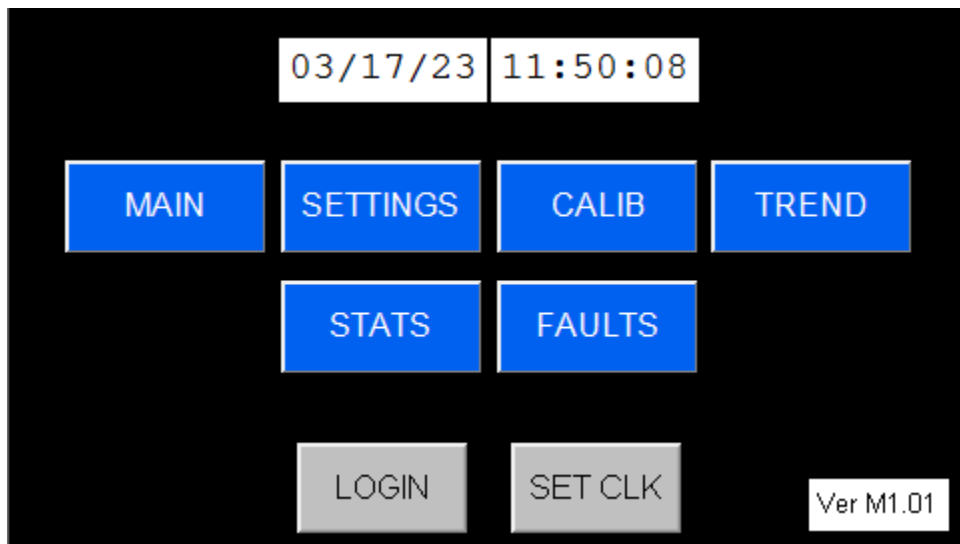 03/17/23 11:50:08
MAIN SETTINGS CALIB TREND
STATS FAULTS
LOGIN SET CLK
Ver M1.01